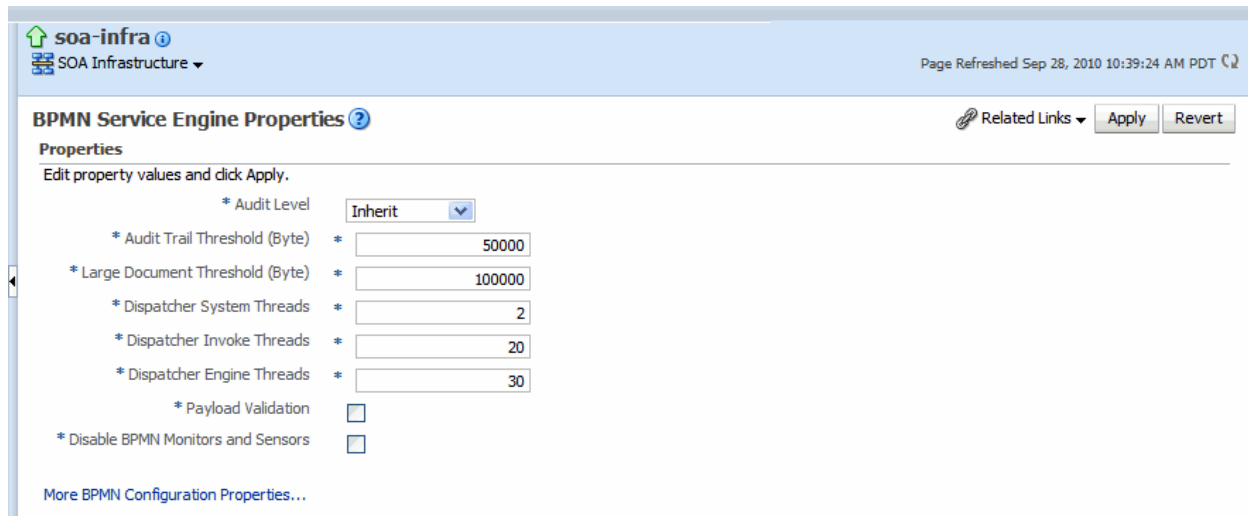 soa-infra
SOA Infrastructure
Page Refreshed Sep 28, 2010 10:39:24 AM PDT
BPMN Service Engine Properties
Related Links Apply Revert
Properties
Edit property values and click Apply.
* Audit Level Inherit
* Audit Trail Threshold (Byte) * 50000
* Large Document Threshold (Byte) * 100000
* Dispatcher System Threads * 2
* Dispatcher Invoke Threads * 20
* Dispatcher Engine Threads * 30
* Payload Validation
* Disable BPMN Monitors and Sensors
More BPMN Configuration Properties...